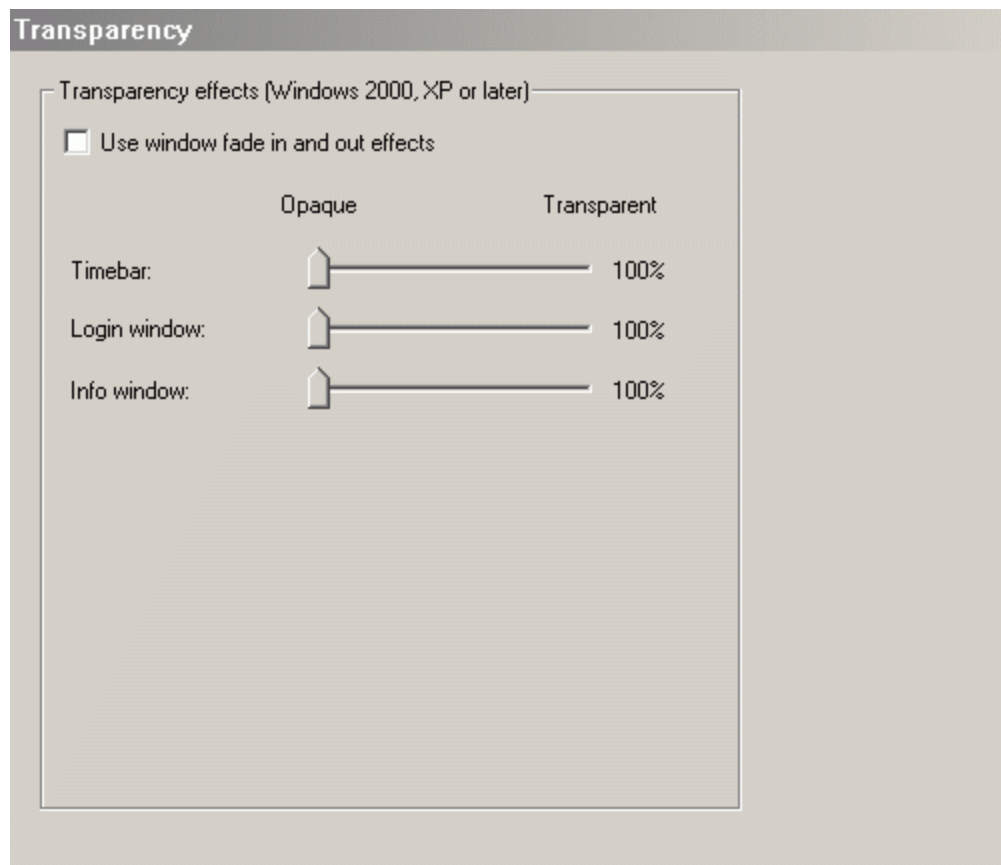 Transparency
Transparency effects (Windows 2000, XP or later)
Use window fade in and out effects
Opaque Transparent
Timebar: 100%
Login window: 100%
Info window: 100%